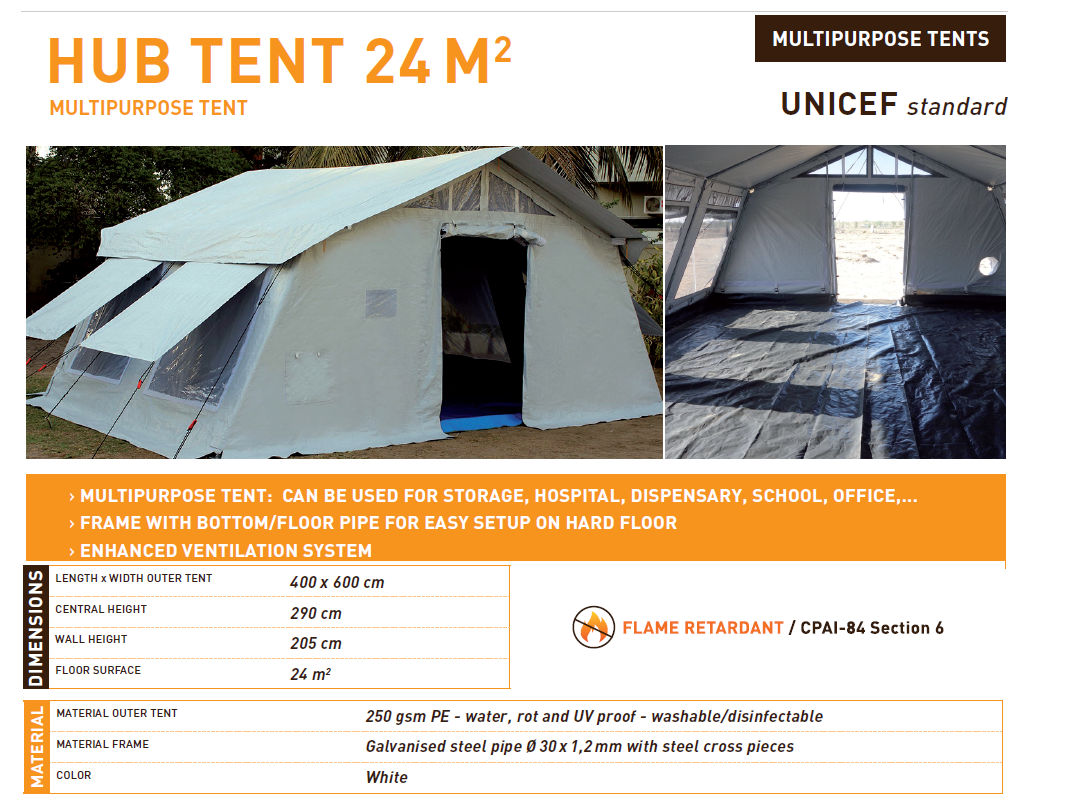 HUB TENT 24 M²
MULTIPURPOSE TENT
MULTIPURPOSE TENTS
UNICEF standard
› MULTIPURPOSE TENT: CAN BE USED FOR STORAGE, HOSPITAL, DISPENSARY, SCHOOL, OFFICE,...
› FRAME WITH BOTTOM/FLOOR PIPE FOR EASY SETUP ON HARD FLOOR
› ENHANCED VENTILATION SYSTEM
DIMENSIONS
LENGTH x WIDTH OUTER TENT 400 x 600 cm
CENTRAL HEIGHT 290 cm
WALL HEIGHT 205 cm
FLOOR SURFACE 24 m²
FLAME RETARDANT / CPAI-84 Section 6
MATERIAL
MATERIAL OUTER TENT 250 gsm PE - water, rot and UV proof - washable/disinfectable
MATERIAL FRAME Galvanised steel pipe Ø 30 x 1,2 mm with steel cross pieces
COLOR White